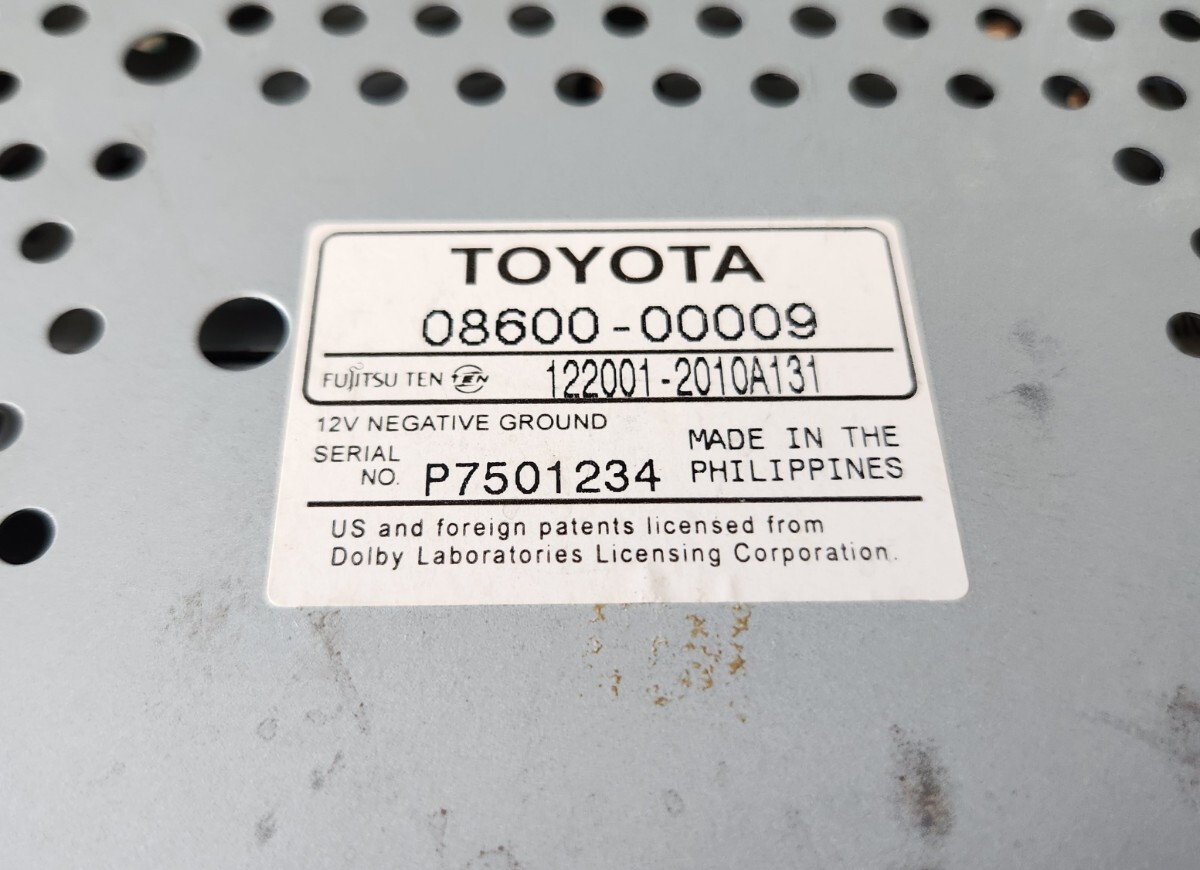 TOYOTA
08600-00009
FUJITSU TEN TEN 122001-2010A131
12V NEGATIVE GROUND
SERIAL NO. P7501234
MADE IN THE
PHILIPPINES
US and foreign patents licensed from
Dolby Laboratories Licensing Corporation.